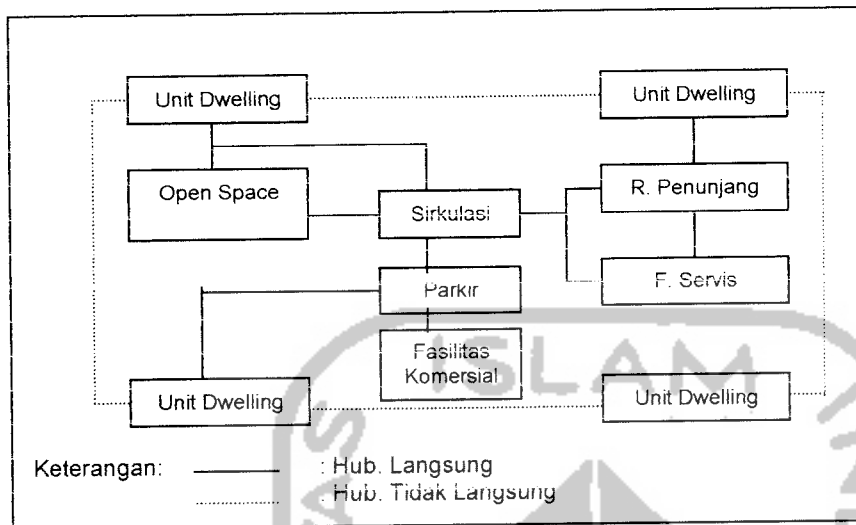 Unit Dwelling
Unit Dwelling
Open Space
R. Penunjang
Sirkulasi
Parkir
F. Servis
Fasilitas
Komersial
Unit Dwelling
Unit Dwelling
ISLAM
Keterangan:
: Hub. Langsung
: Hub. Tidak Langsung